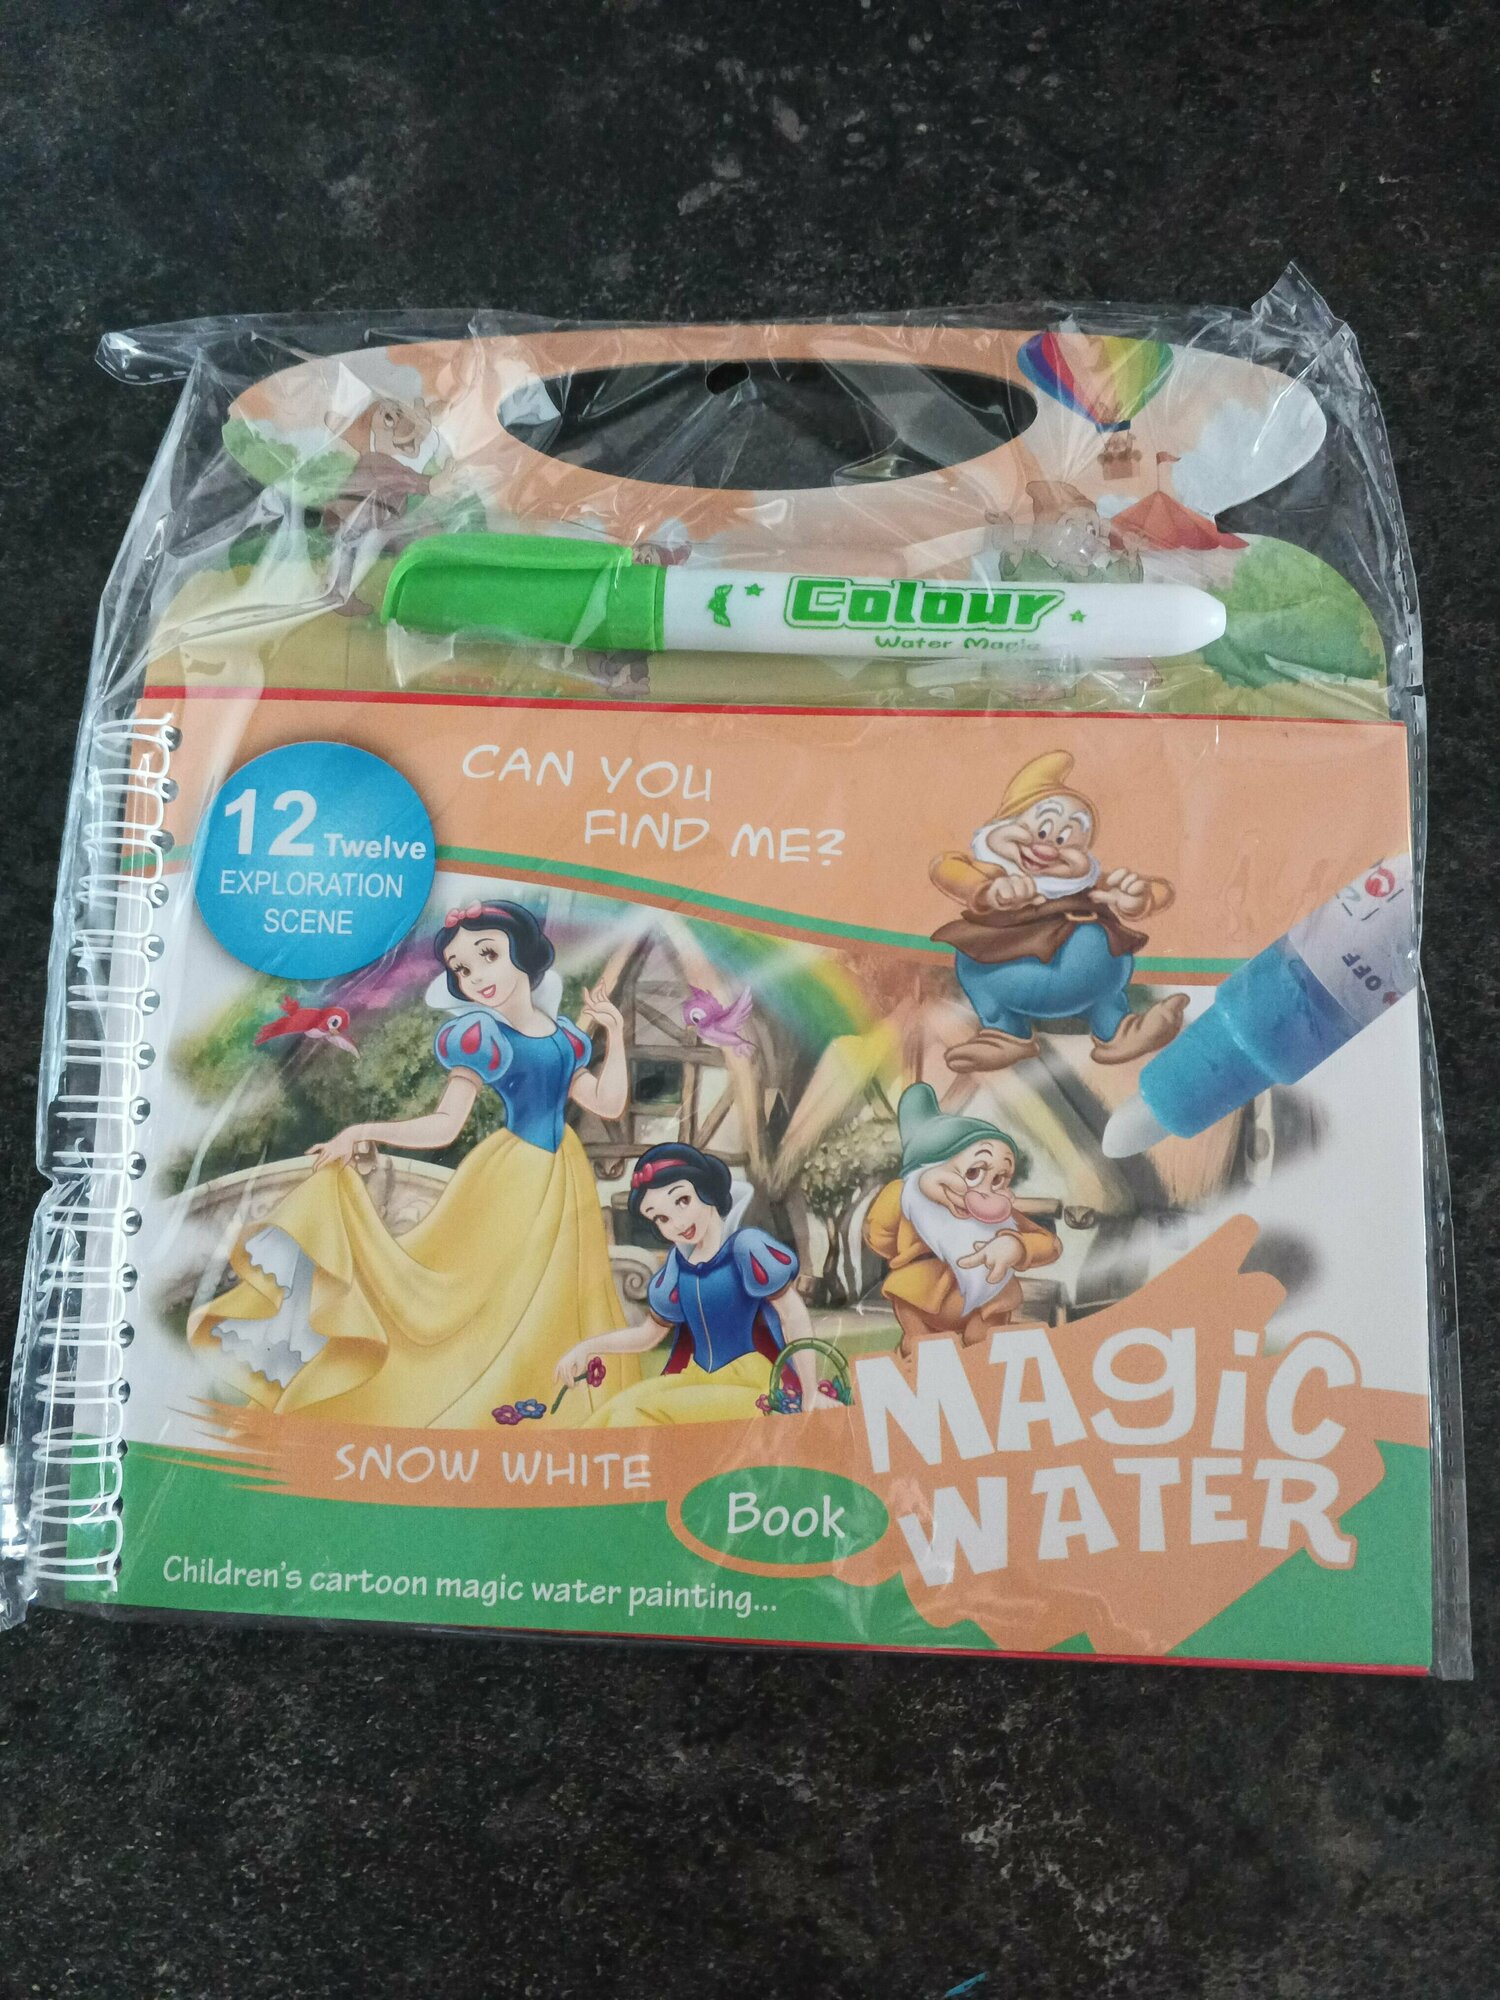 Colour
Water Magic
CAN YOU
FIND ME?
12 Twelve
EXPLORATION
SCENE
OFF
MAgiC
WATER
SNOW WHITE
Book
Children's cartoon magic water painting...